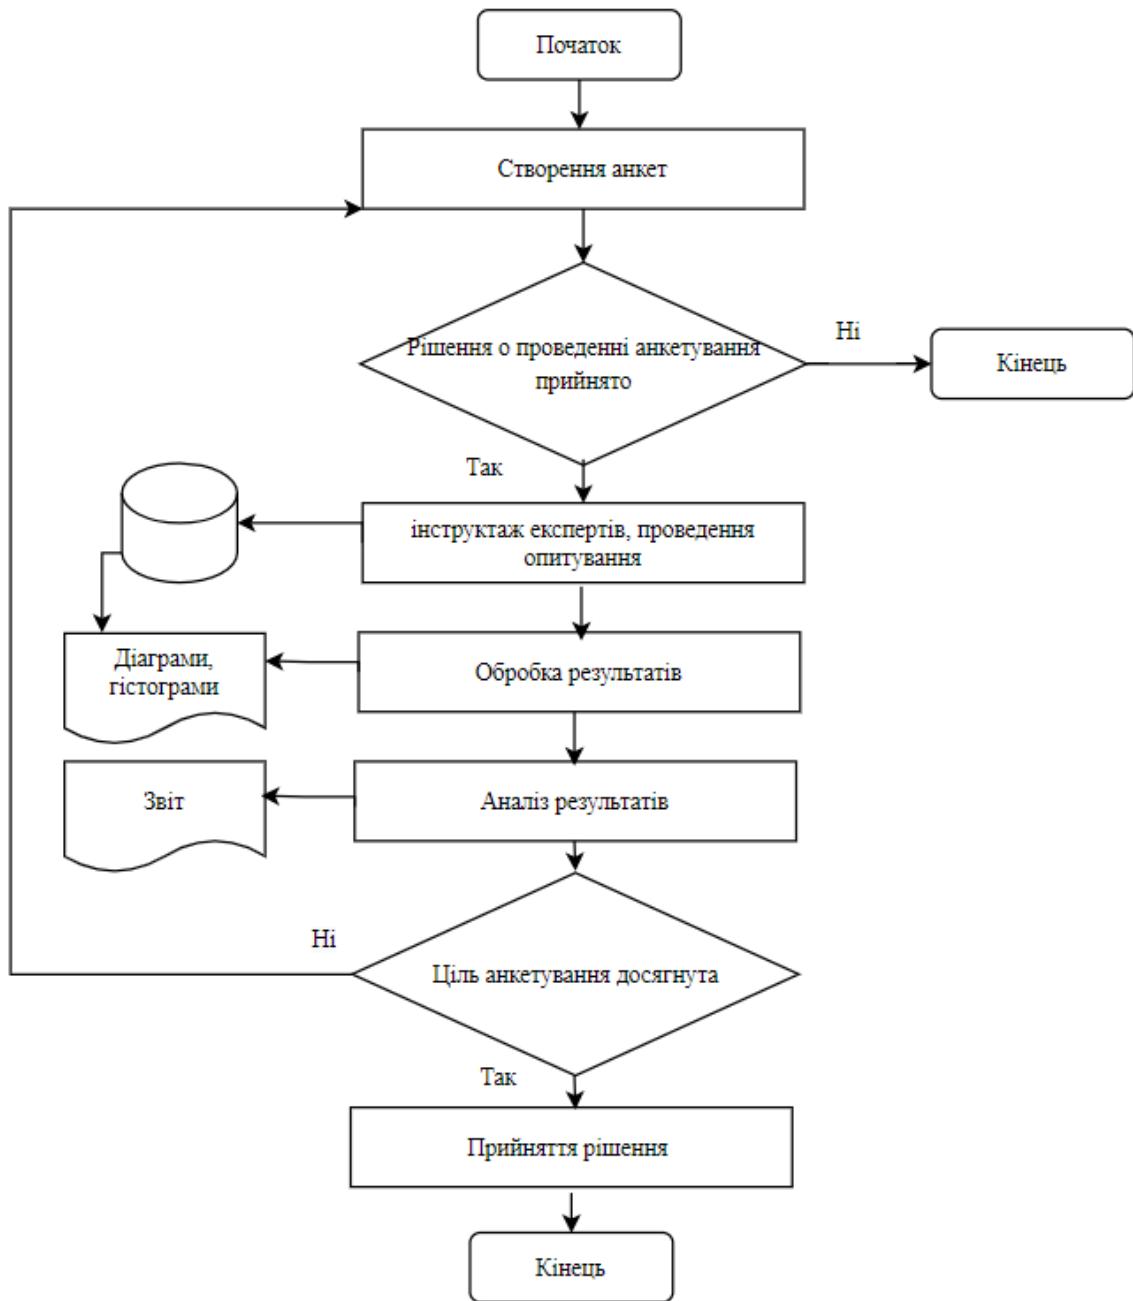 Початок
Створення анкет
Рішення о проведенні анкетування
прийнято
Ні
Кінець
Так
інструктаж експертів, проведення
опитування
Діаграми,
гістограми
Обробка результатів
Звіт
Аналіз результатів
Ні
Ціль анкетування досягнута
Так
Прийняття рішення
Кінець